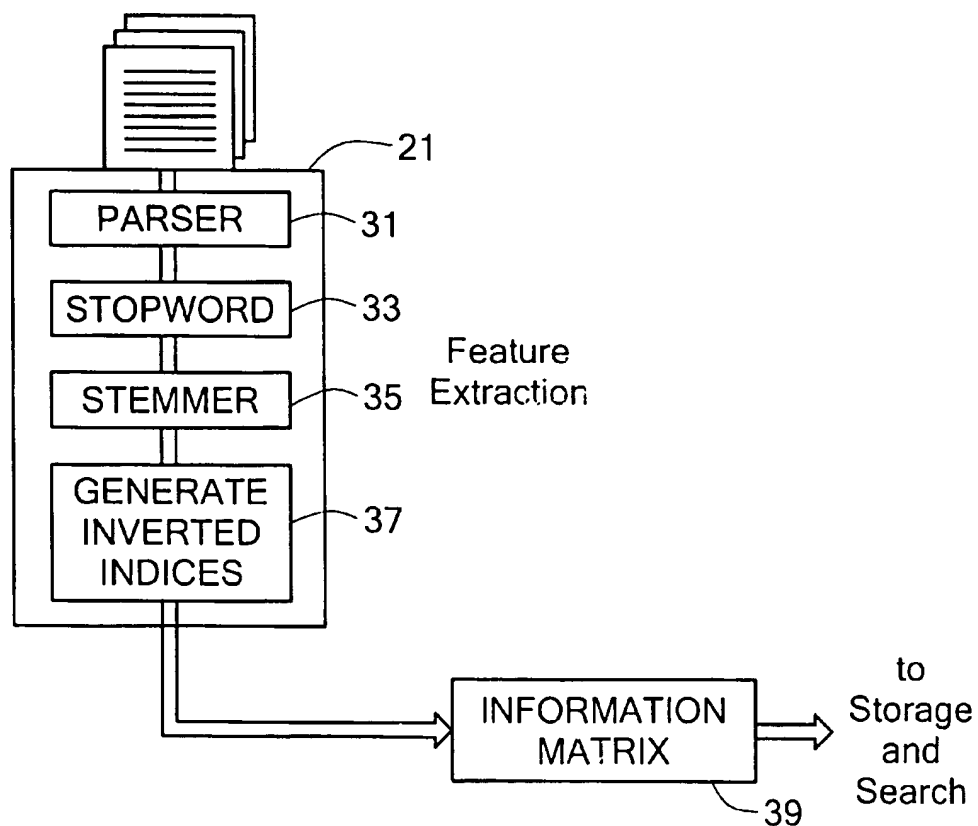 21
PARSER
31
STOPWORD
33
STEMMER
35
Feature
Extraction
GENERATE
INVERTED
INDICES
37
INFORMATION
MATRIX
39
to
Storage
and
Search